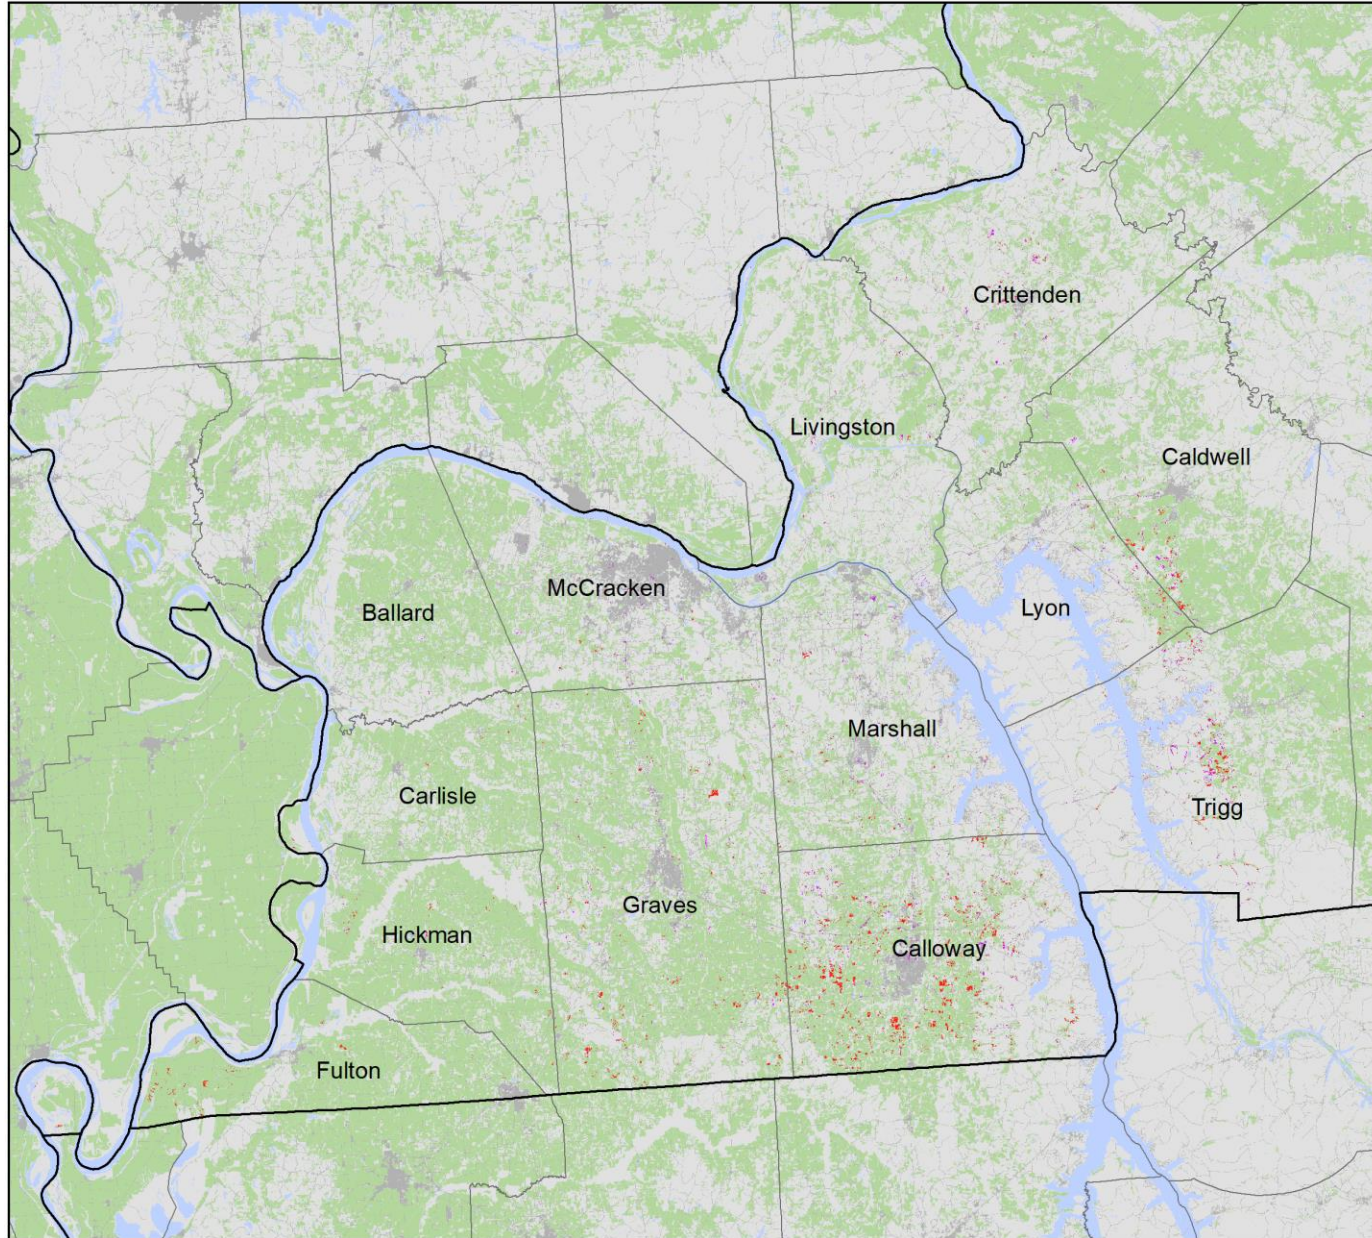 Crittenden
Livingston
Caldwell
McCracken
Ballard
Lyon
Marshall
Carlisle
Trigg
Graves
Hickman
Calloway
Fulton